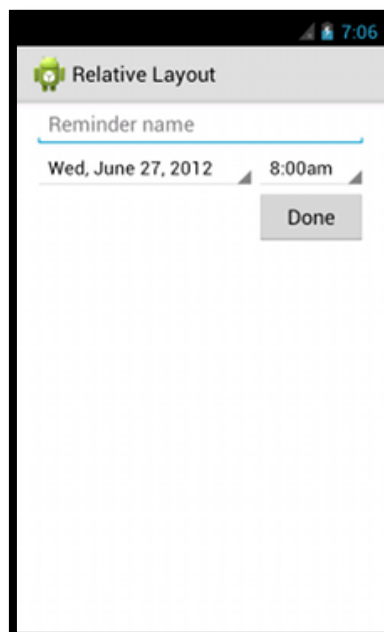 7:06
Relative Layout
Reminder name
Wed, June 27, 2012 8:00am
Done